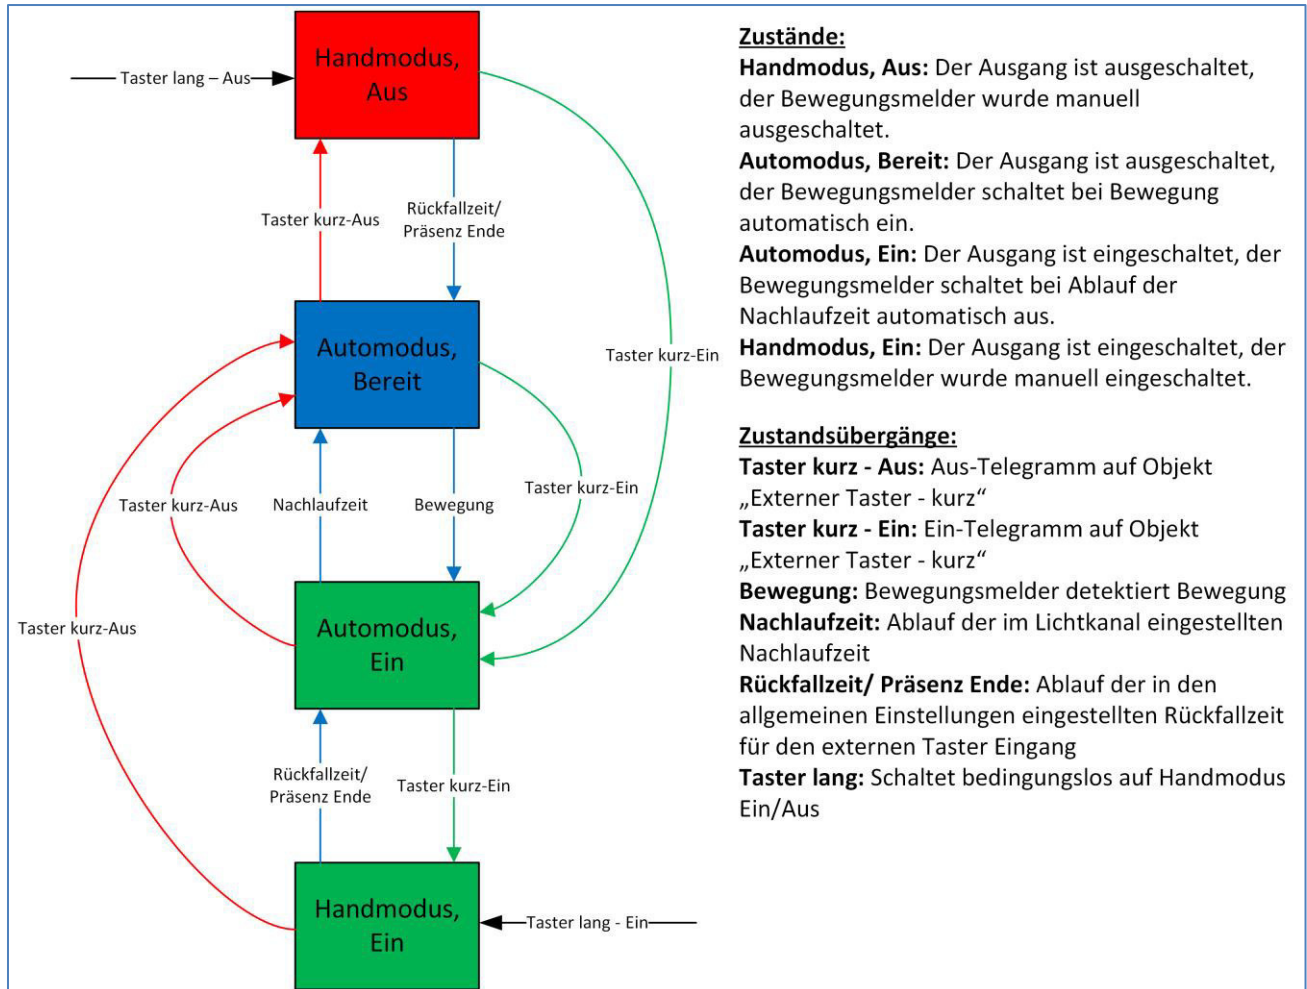 Handmodus,
Aus
Taster lang – Aus
Taster kurz-Aus
Rückfallzeit/
Präsenz Ende
Taster kurz-Ein
Automodus,
Bereit
Taster kurz-Aus
Nachlaufzeit
Bewegung
Taster kurz-Ein
Taster kurz-Aus
Automodus,
Ein
Rückfallzeit/
Präsenz Ende
Taster kurz-Ein
Handmodus,
Ein
Taster lang - Ein
Zustände:
Handmodus, Aus: Der Ausgang ist ausgeschaltet,
der Bewegungsmelder wurde manuell
ausgeschaltet.
Automodus, Bereit: Der Ausgang ist ausgeschaltet,
der Bewegungsmelder schaltet bei Bewegung
automatisch ein.
Automodus, Ein: Der Ausgang ist eingeschaltet, der
Bewegungsmelder schaltet bei Ablauf der
Nachlaufzeit automatisch aus.
Handmodus, Ein: Der Ausgang ist eingeschaltet, der
Bewegungsmelder wurde manuell eingeschaltet.
Zustandsübergänge:
Taster kurz - Aus: Aus-Telegramm auf Objekt
„Externer Taster - kurz“
Taster kurz - Ein: Ein-Telegramm auf Objekt
„Externer Taster - kurz“
Bewegung: Bewegungsmelder detektiert Bewegung
Nachlaufzeit: Ablauf der im Lichtkanal eingestellten
Nachlaufzeit
Rückfallzeit/ Präsenz Ende: Ablauf der in den
allgemeinen Einstellungen eingestellten Rückfallzeit
für den externen Taster Eingang
Taster lang: Schaltet bedingungslos auf Handmodus
Ein/Aus